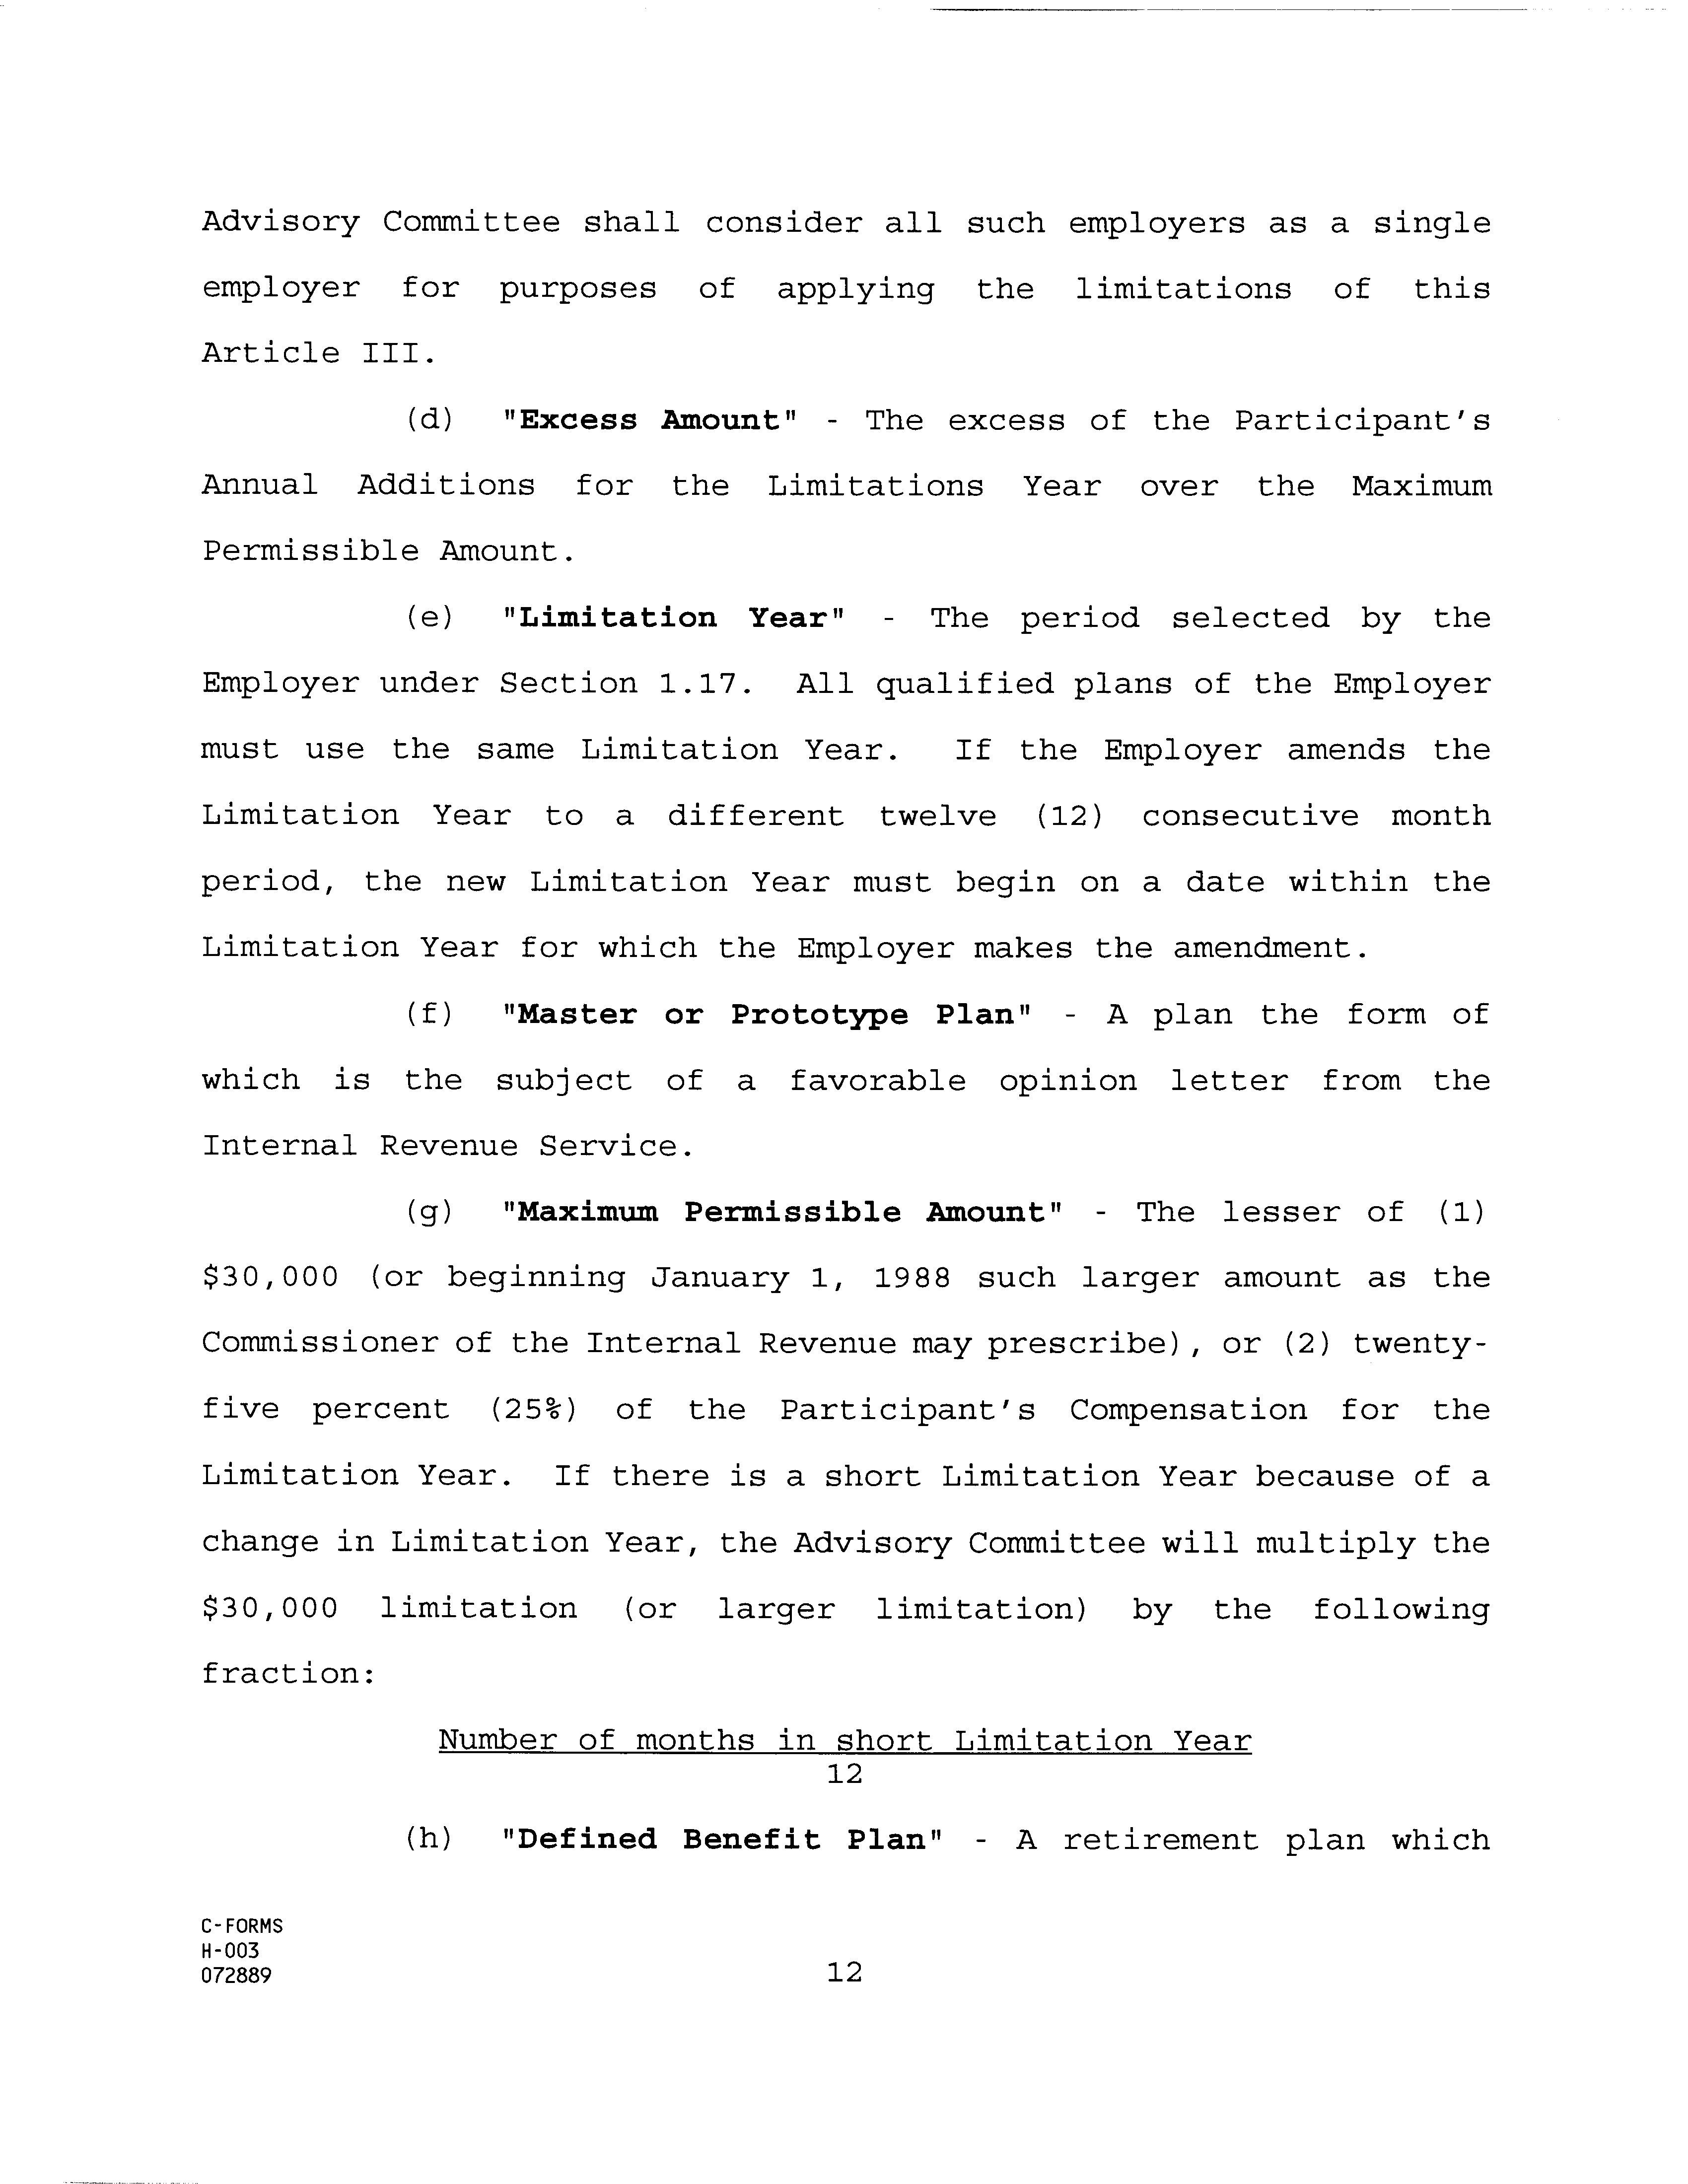 Advisory Committee shall consider all such employers as a single
employer for purposes of applying the limitations of this
Article III.
(d) "Excess Amount" - The excess of the Participant's
Annual Additions for the Limitations Year over the Maximum
Permissible Amount.
(e) "Limitation Year" - The period selected by the
Employer under Section 1.17. All qualified plans of the Employer
must use the same Limitation Year. If the Employer amends the
Limitation Year to a different twelve (12) consecutive month
period, the new Limitation Year must begin on a date within the
Limitation Year for which the Employer makes the amendment.
(f) "Master or Prototype Plan" - A plan the form of
which is the subject of a favorable opinion letter from the
Internal Revenue Service.
(g) "Maximum Permissible Amount" - The lesser of (1)
$30,000 (or beginning January 1, 1988 such larger amount as the
Commissioner of the Internal Revenue may prescribe), or (2) twenty-
five percent (25%) of the Participant's Compensation for the
Limitation Year. If there is a short Limitation Year because of a
change in Limitation Year, the Advisory Committee will multiply the
$30,000 limitation (or larger limitation) by the following
fraction:
Number of months in short Limitation Year
12
(h) "Defined Benefit Plan" - A retirement plan which
C-FORMS
H-003
072889
12